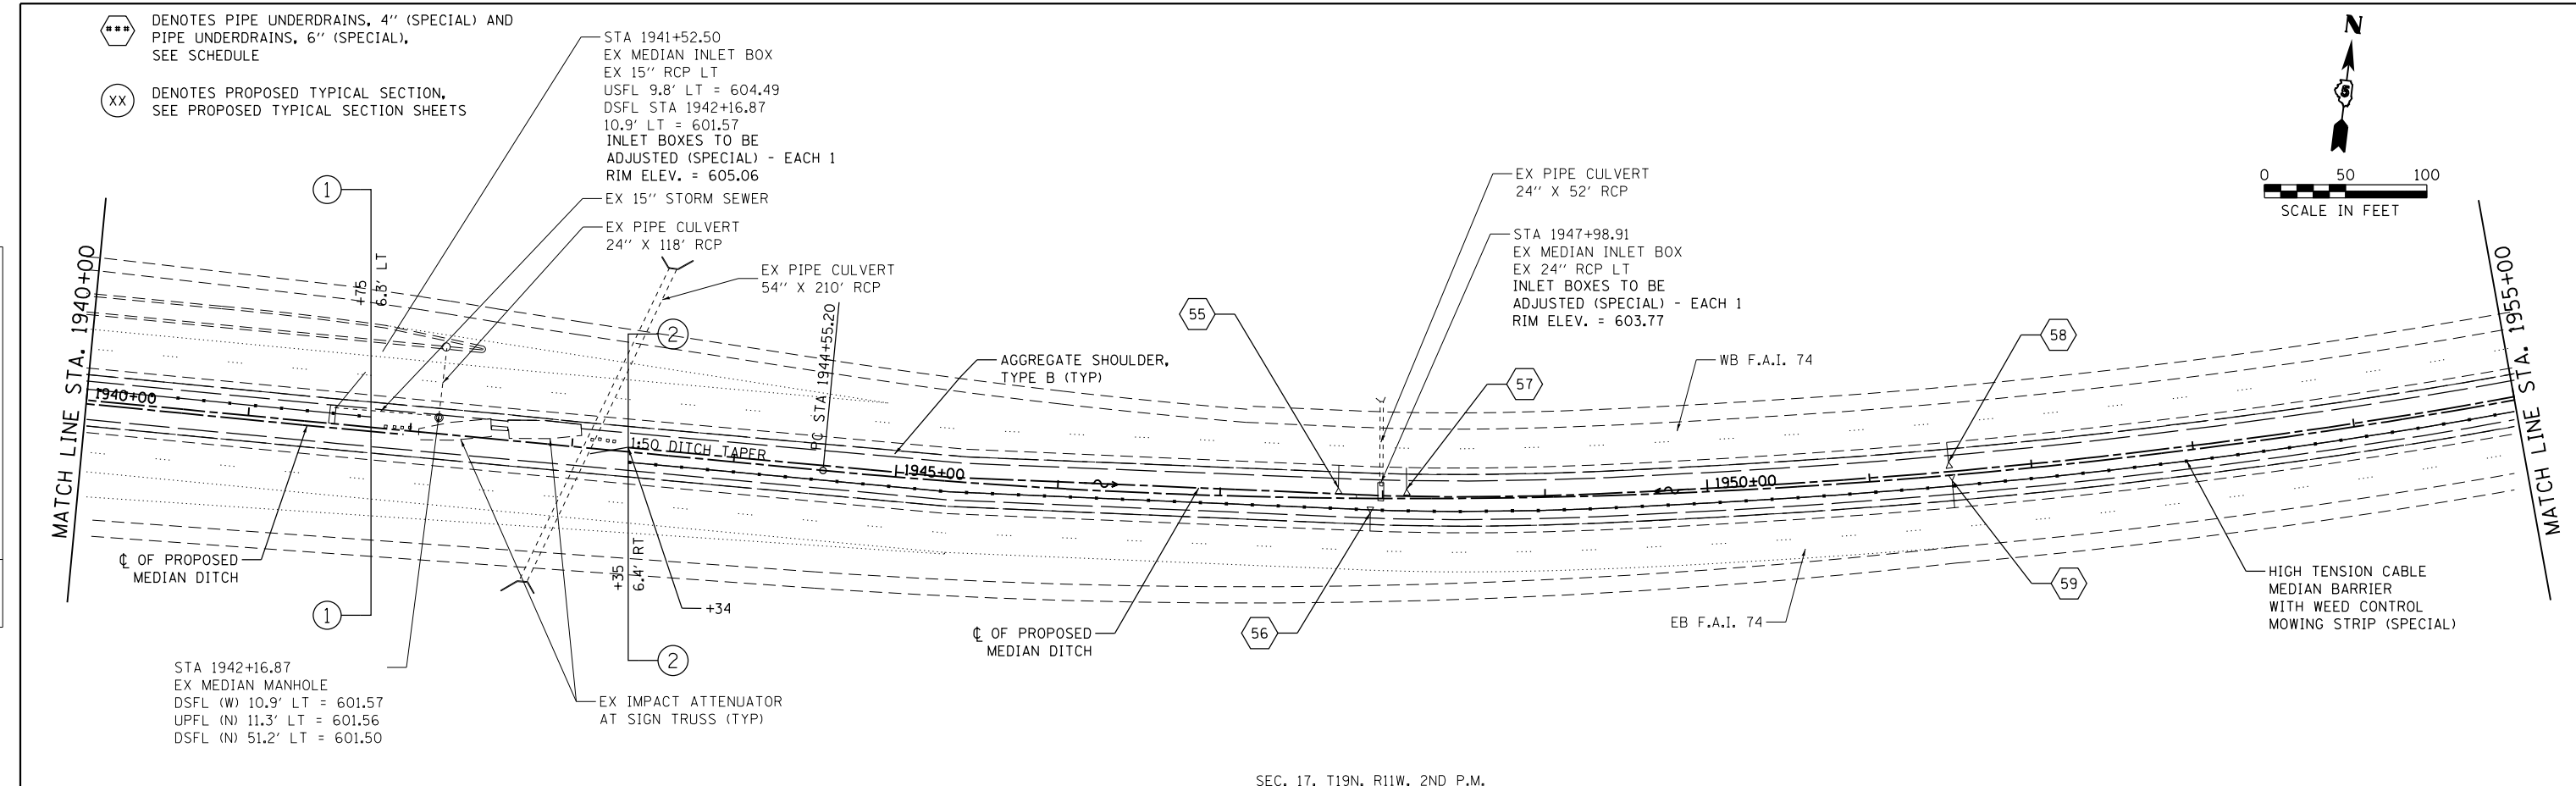 ###
DENOTES PIPE UNDERDRAINS, 4'' (SPECIAL) AND
PIPE UNDERDRAINS, 6'' (SPECIAL),
SEE SCHEDULE
XX
DENOTES PROPOSED TYPICAL SECTION,
SEE PROPOSED TYPICAL SECTION SHEETS
STA 1941+52.50
EX MEDIAN INLET BOX
EX 15'' RCP LT
USFL 9.8' LT = 604.49
DSFL STA 1942+16.87
10.9' LT = 601.57
INLET BOXES TO BE
ADJUSTED (SPECIAL) - EACH 1
RIM ELEV. = 605.06
EX 15'' STORM SEWER
EX PIPE CULVERT
24'' X 118' RCP
EX PIPE CULVERT
54'' X 210' RCP
EX PIPE CULVERT
24'' X 52' RCP
STA 1947+98.91
EX MEDIAN INLET BOX
EX 24'' RCP LT
INLET BOXES TO BE
ADJUSTED (SPECIAL) - EACH 1
RIM ELEV. = 603.77
N
5
0 50 100
SCALE IN FEET
MATCH LINE STA. 1940+00
1
+75
6.3' LT
2
PC STA. 1944+55.20
AGGREGATE SHOULDER,
TYPE B (TYP)
55
57
WB F.A.I. 74
58
MATCH LINE STA. 1955+00
1940+00
1:50 DITCH TAPER
1945+00
1950+00
℄ OF PROPOSED
MEDIAN DITCH
1
+35
6.4' RT
+34
2
℄ OF PROPOSED
MEDIAN DITCH
56
EB F.A.I. 74
59
HIGH TENSION CABLE
MEDIAN BARRIER
WITH WEED CONTROL
MOWING STRIP (SPECIAL)
STA 1942+16.87
EX MEDIAN MANHOLE
DSFL (W) 10.9' LT = 601.57
UPFL (N) 11.3' LT = 601.56
DSFL (N) 51.2' LT = 601.50
EX IMPACT ATTENUATOR
AT SIGN TRUSS (TYP)
SEC. 17, T19N, R11W, 2ND P.M.